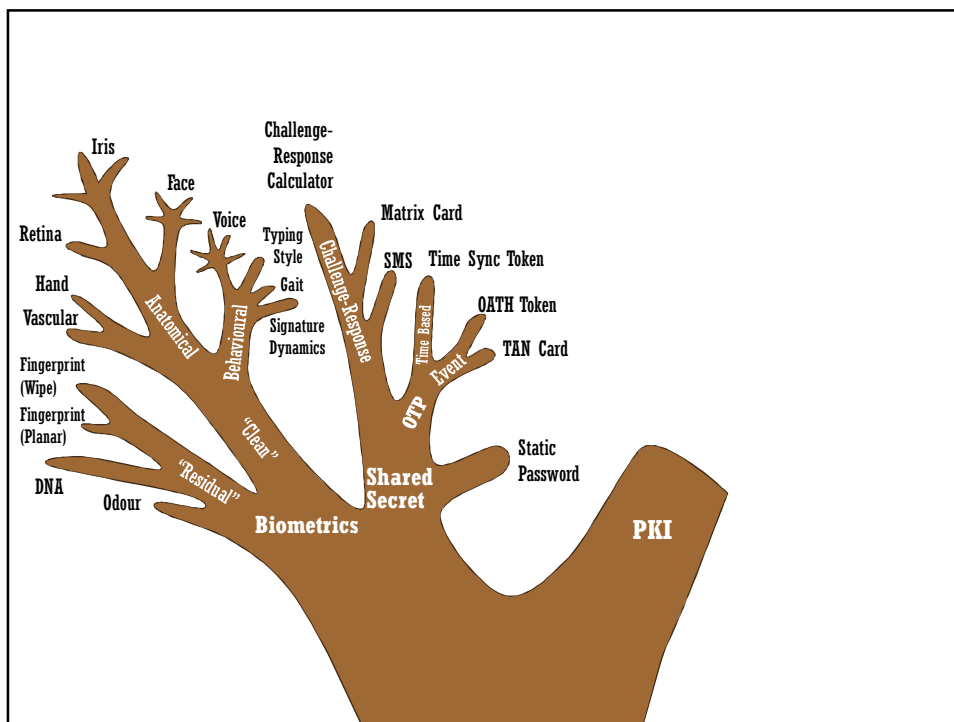 Challenge-
Response
Calculator
Iris
Face
Matrix Card
Voice
Retina
Typing
Style
SMS
Time Sync Token
Hand
Gait
OATH Token
Vascular
Signature
Dynamics
TAN Card
Anatomical
Behavioural
Challenge-Response
Time Based
Event
OTP
Fingerprint
(Wipe)
Fingerprint
(Planar)
"Clean"
Static
Password
DNA
"Residual"
Shared
Secret
Odour
Biometrics
PKI